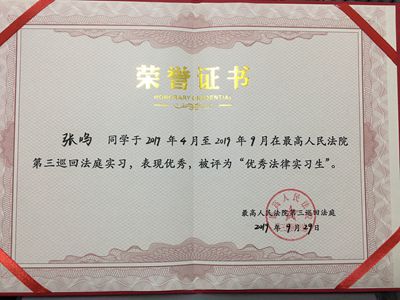 荣誉证书
HONORARY CREDENTIAL
张鸣 同学于 2017 年 4 月至 2017 年 9 月在最高人民法院
第三巡回法庭实习，表现优秀，被评为“优秀法律实习生”。
最高人民法院第三巡回法庭
2017 年 9 月 29 日